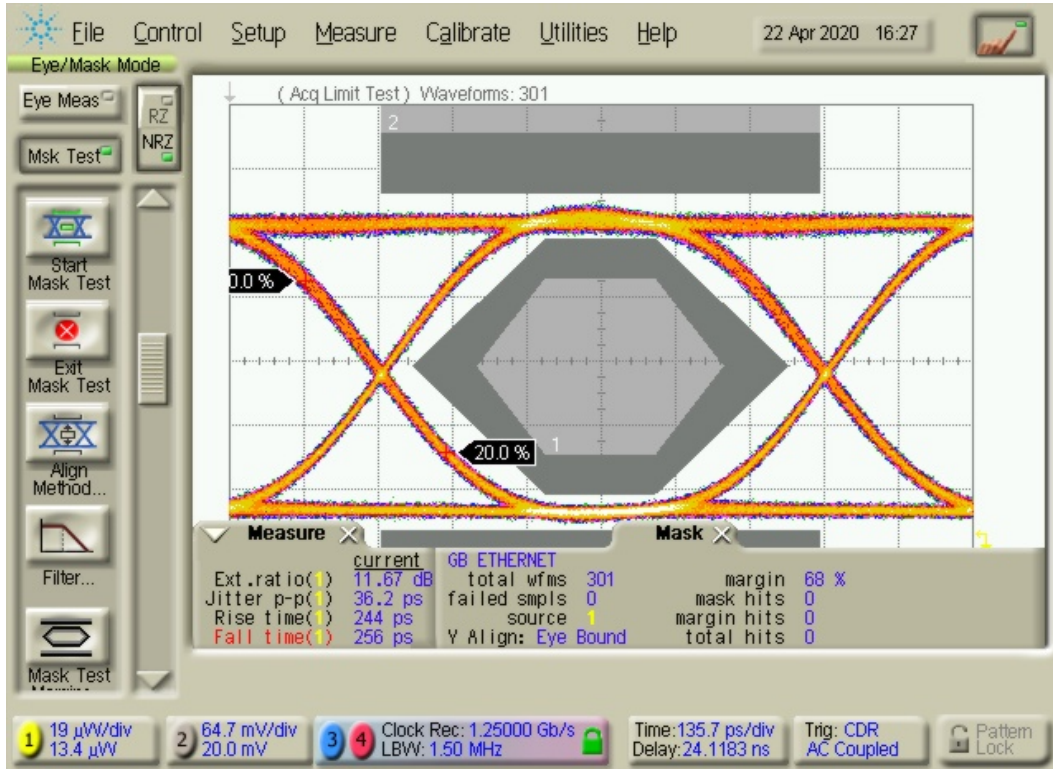 File Control Setup Measure Calibrate Utilities Help 22 Apr 2020 16:27
Eye/Mask Mode
Eye Meas
RZ
NRZ
Msk Test
Start
Mask Test
Exit
Mask Test
Align
Method...
Filter...
Mask Test
(Acq Limit Test) Waveforms: 301
2
0.0 %
20.0 %
1
Measure
current
Ext.ratio(1) 11.67 dB
Jitter p-p(1) 36.2 ps
Rise time(1) 244 ps
Fall time(1) 256 ps
Mask
GB ETHERNET
total wfms 301 margin 68 %
failed smpls 0 mask hits 0
source 1 margin hits 0
Y Align: Eye Bound total hits 0
1 19 μW/div
13.4 μW
2 64.7 mV/div
20.0 mV
3 4 Clock Rec: 1.25000 Gb/s
LBW: 1.50 MHz
Time:135.7 ps/div
Delay:24.1183 ns
Trig: CDR
AC Coupled
Pattern
Lock